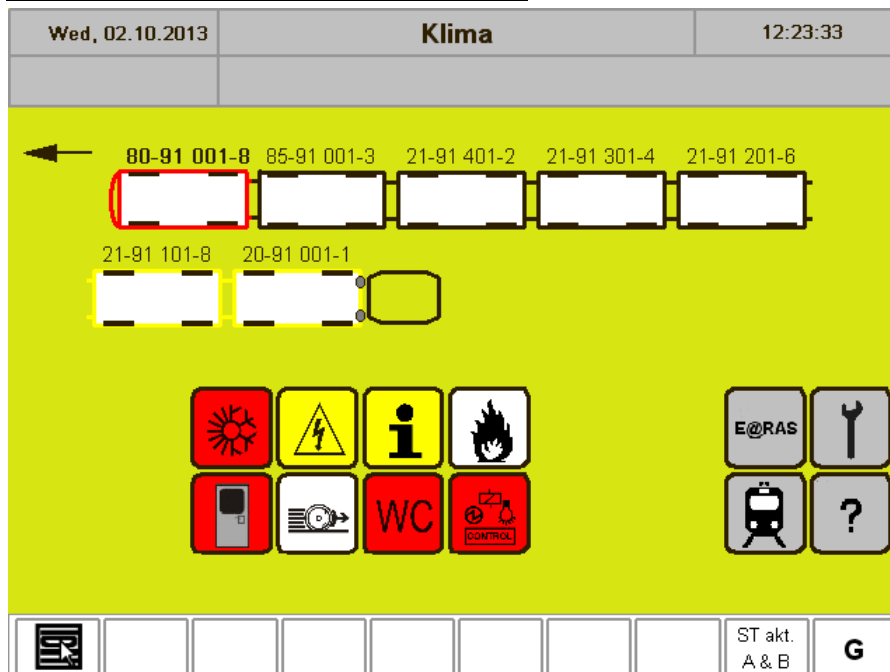 Wed, 02.10.2013 Klima 12:23:33
80-91 001-8 85-91 001-3 21-91 401-2 21-91 301-4 21-91 201-6
21-91 101-8 20-91 001-1
E@RAS
WC CONTROL ?
ST akt.
A & B G